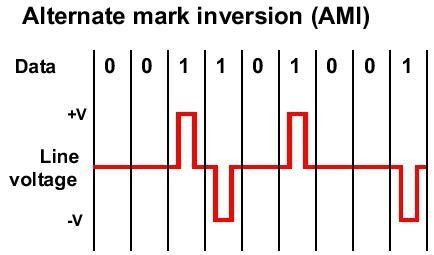 Alternate mark inversion (AMI)
Data 0 0 1 1 0 1 0 0 1
+V
Line
voltage
-V